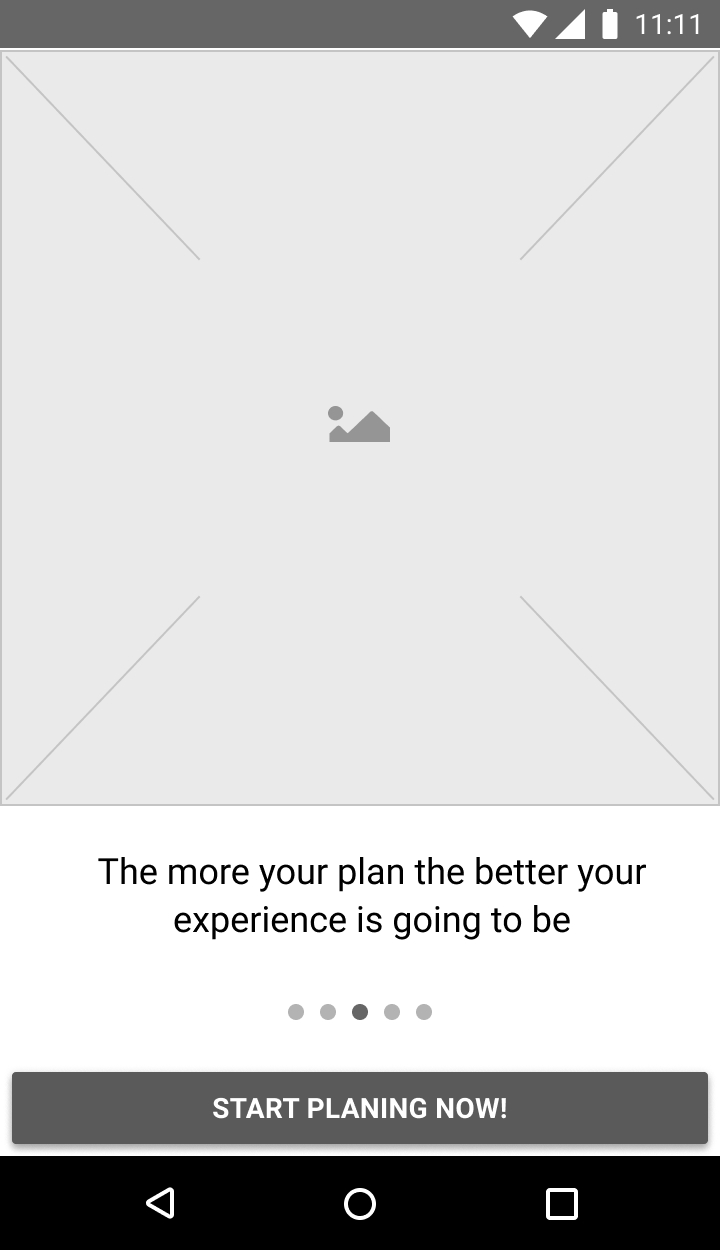 11:11
The more your plan the better your
experience is going to be
START PLANING NOW!